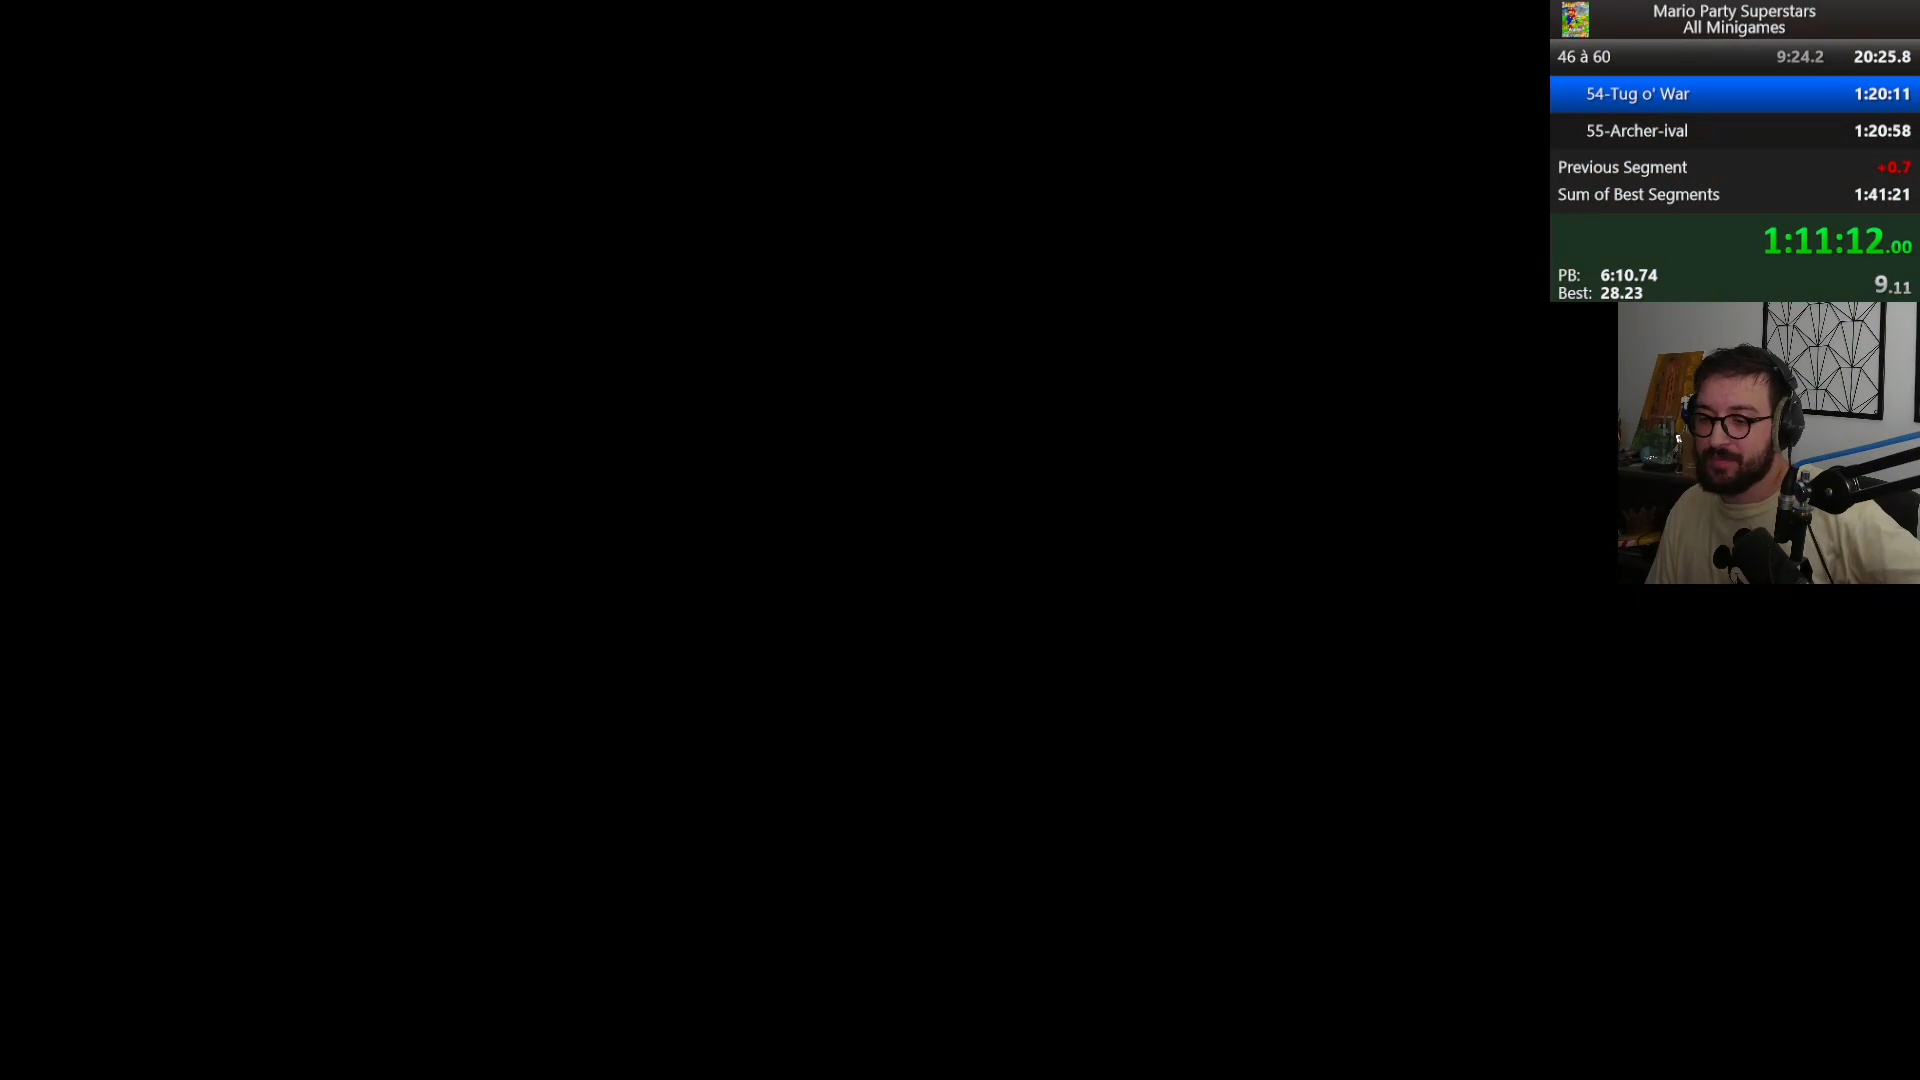 Mario Party Superstars
All Minigames
46 à 60 9:24.2 20:25.8
54-Tug o' War 1:20:11
55-Archer-ival 1:20:58
Previous Segment +0.7
Sum of Best Segments 1:41:21
1:11:12.00
PB: 6:10.74
Best: 28.23
9.11